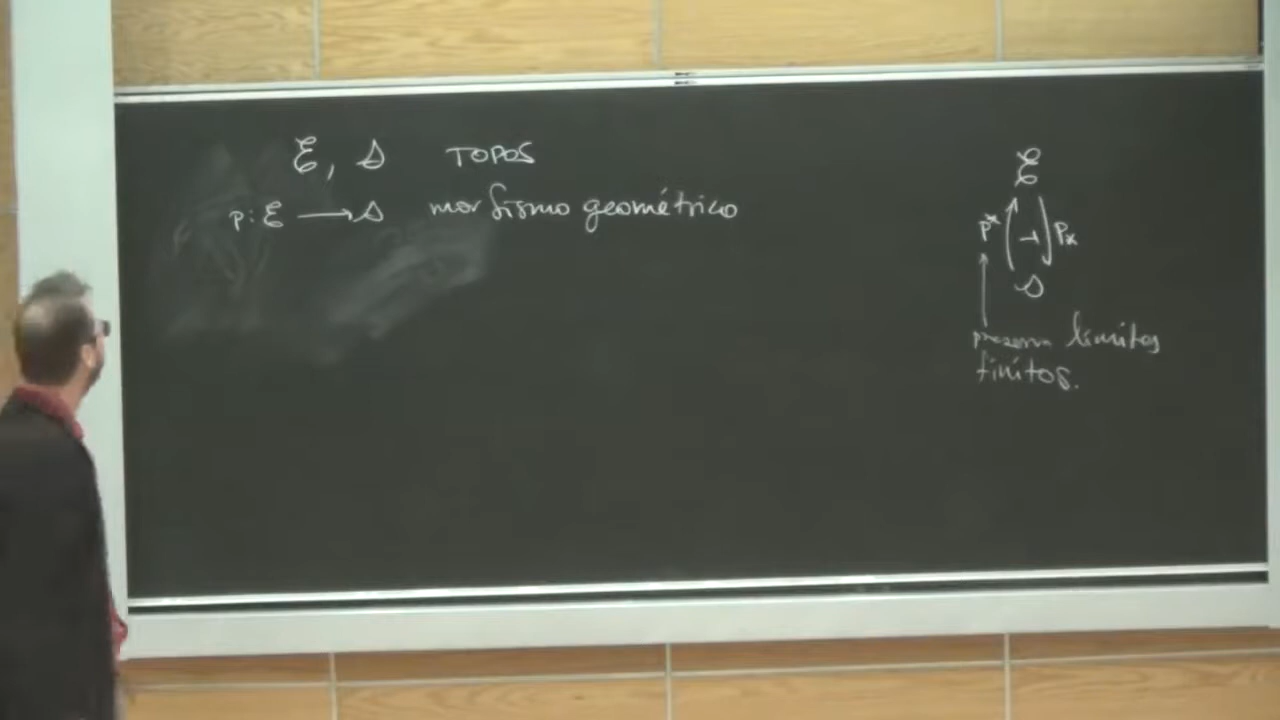 ℰ, 𝒮 TOPOS
p: ℰ ⟶ 𝒮 morfismo geométrico
ℰ
p* ⊣ p⁎
𝒮
preserva límites
finitos.